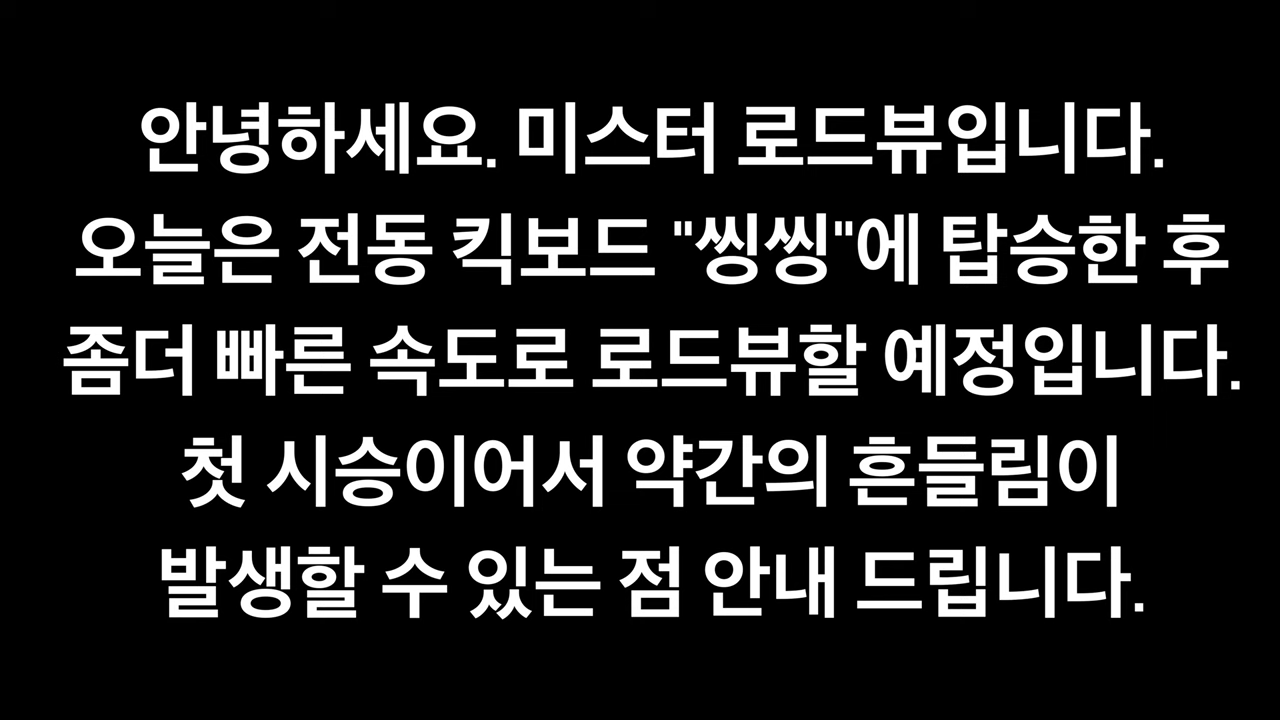 안녕하세요. 미스터 로드뷰입니다.
오늘은 전동 킥보드 "씽씽"에 탑승한 후
좀더 빠른 속도로 로드뷰할 예정입니다.
첫 시승이어서 약간의 흔들림이
발생할 수 있는 점 안내 드립니다.